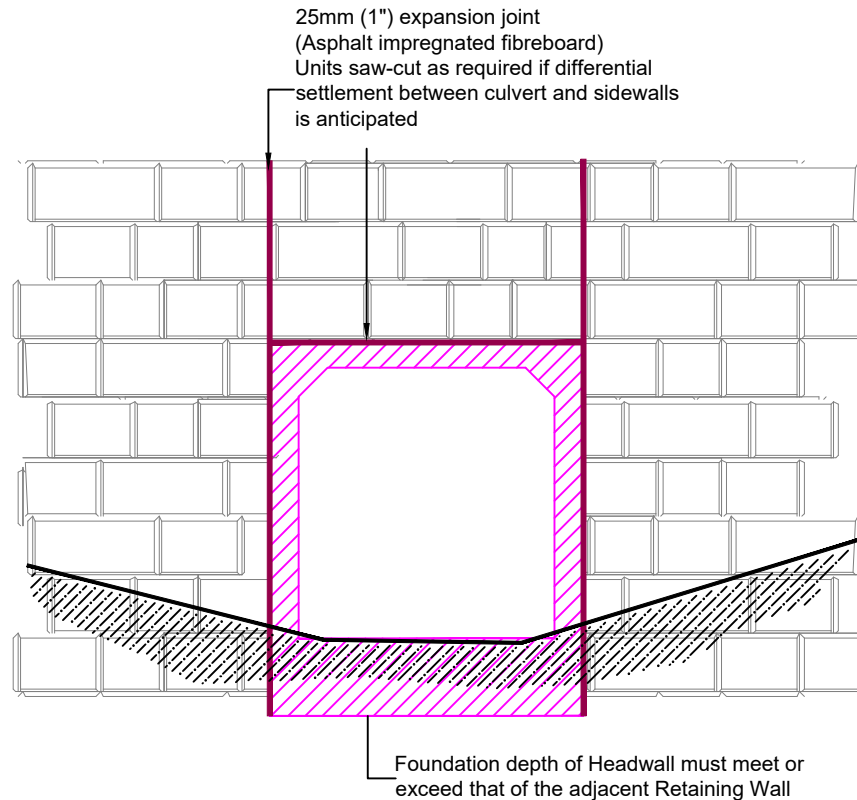 25mm (1") expansion joint
(Asphalt impregnated fibreboard)
Units saw-cut as required if differential
settlement between culvert and sidewalls
is anticipated
Foundation depth of Headwall must meet or
exceed that of the adjacent Retaining Wall